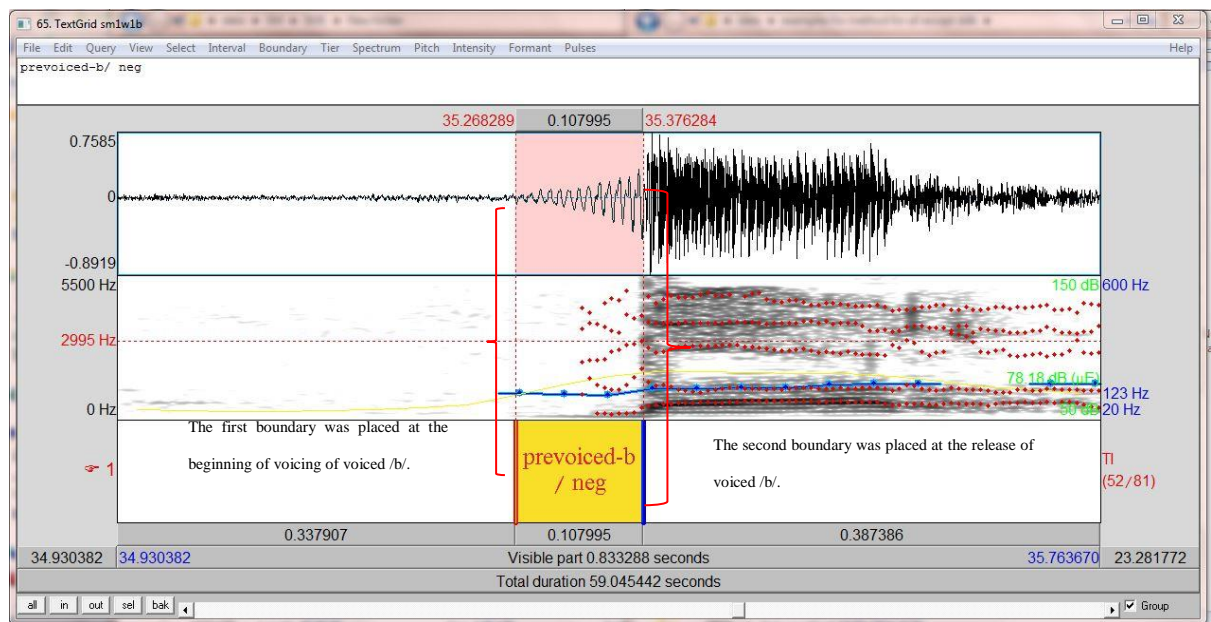 65. TextGrid sm1w1b
File Edit Query View Select Interval Boundary Tier Spectrum Pitch Intensity Formant Pulses Help
prevoiced-b/ neg
35.268289 0.107995 35.376284
0.7585
0
-0.8919
5500 Hz 150 dB 600 Hz
2995 Hz
78.18 dB (µE)
123 Hz
0 Hz 50 dB 20 Hz
The first boundary was placed at the
beginning of voicing of voiced /b/.
☞ 1
prevoiced-b
/ neg
The second boundary was placed at the release of
voiced /b/.
TI
(52/81)
0.337907 0.107995 0.387386
34.930382 34.930382 Visible part 0.833288 seconds 35.763670 23.281772
Total duration 59.045442 seconds
all in out sel bak Group